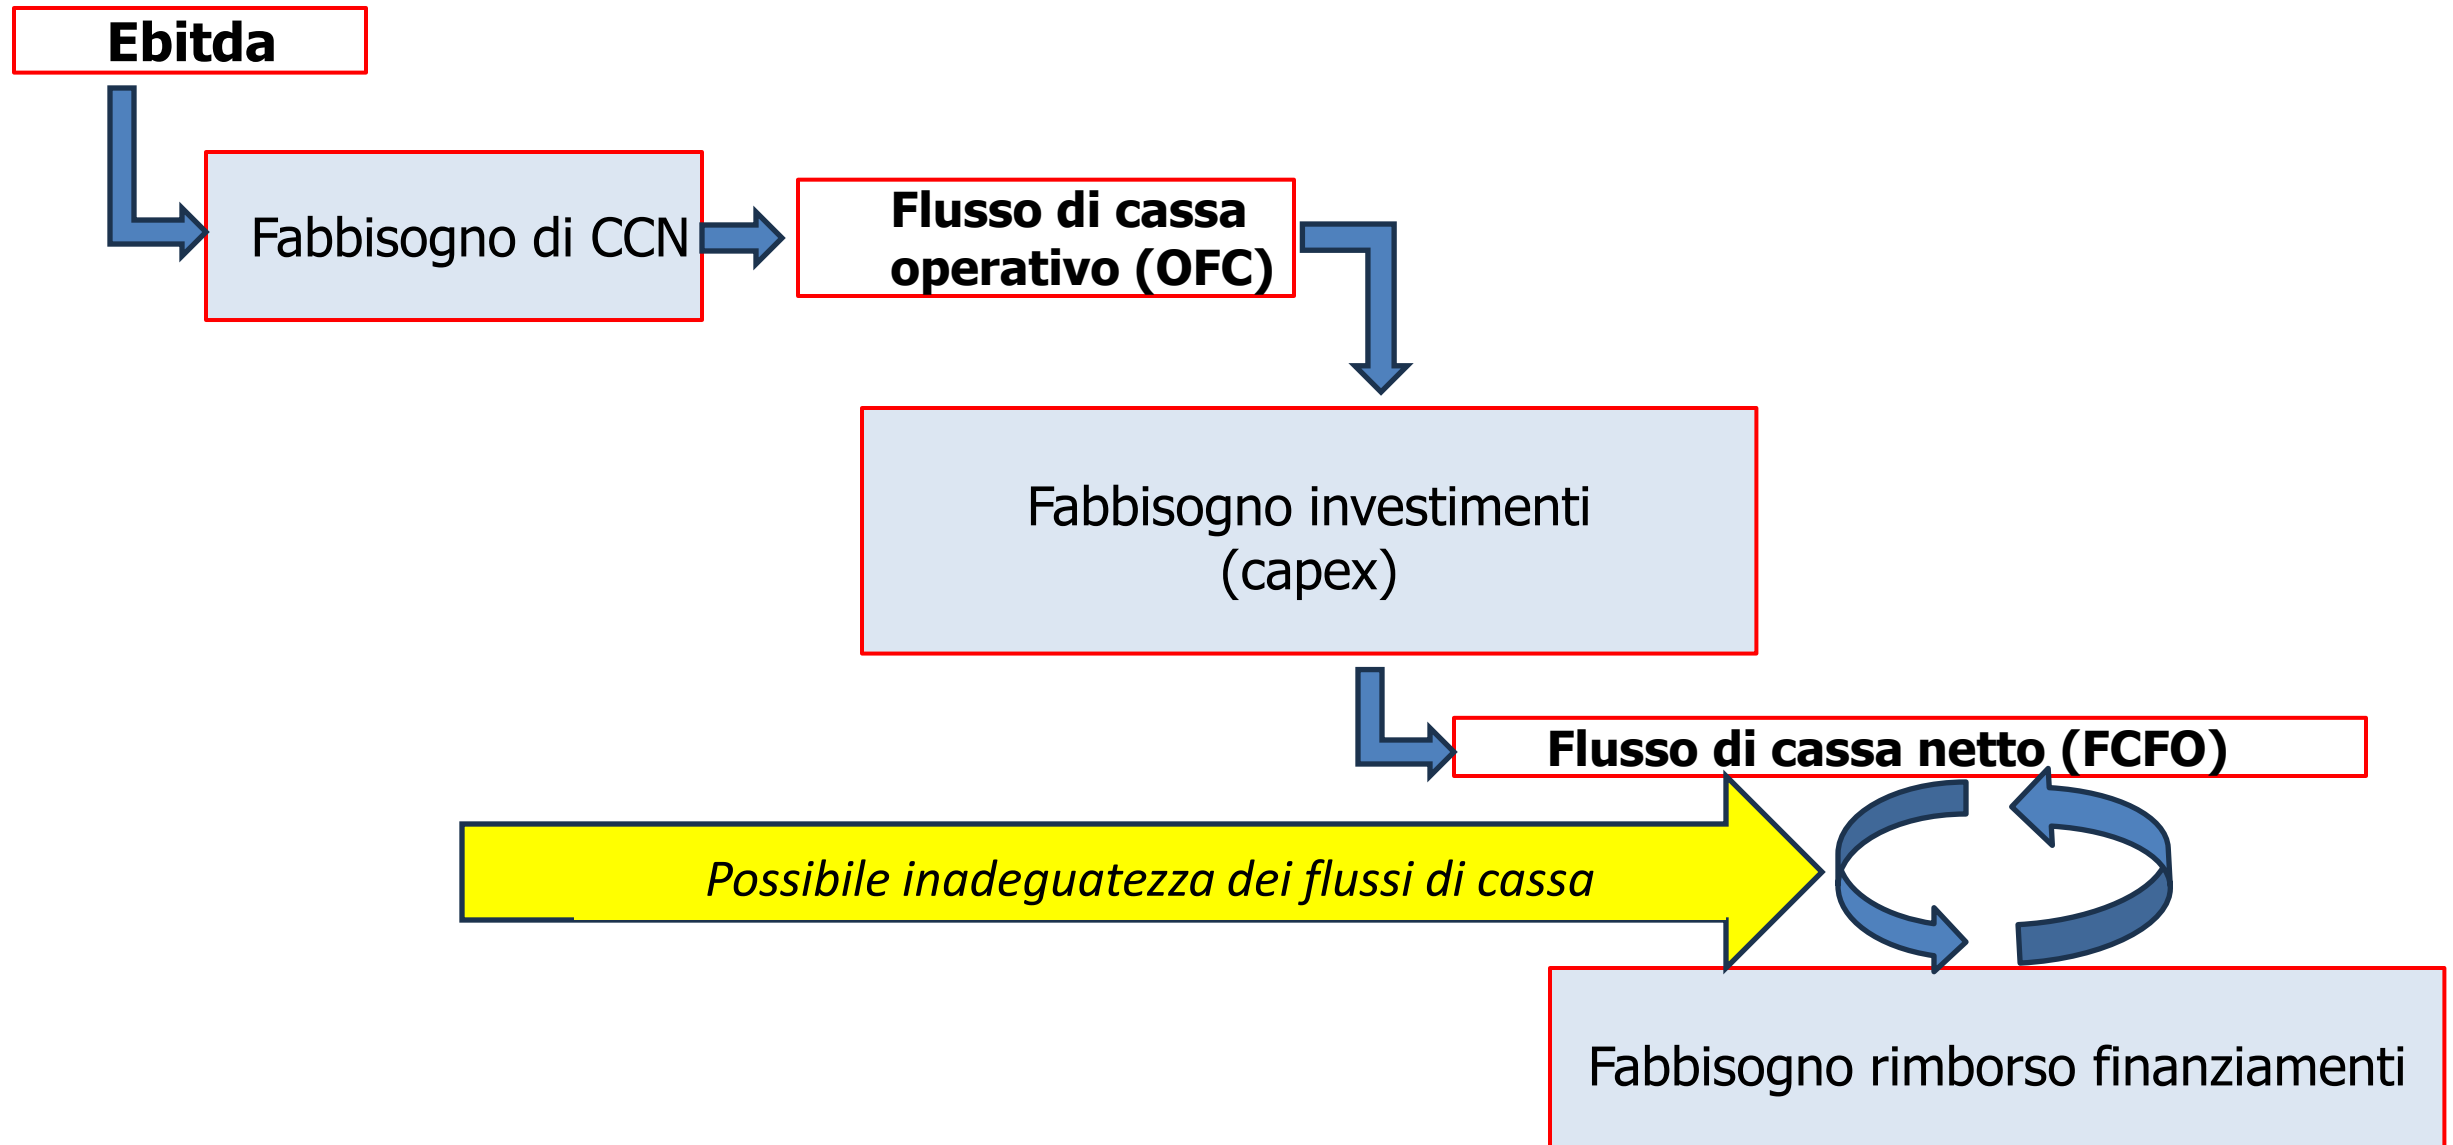 Ebitda
Fabbisogno di CCN
Flusso di cassa
operativo (OFC)
Fabbisogno investimenti
(capex)
Flusso di cassa netto (FCFO)
Possibile inadeguatezza dei flussi di cassa
Fabbisogno rimborso finanziamenti